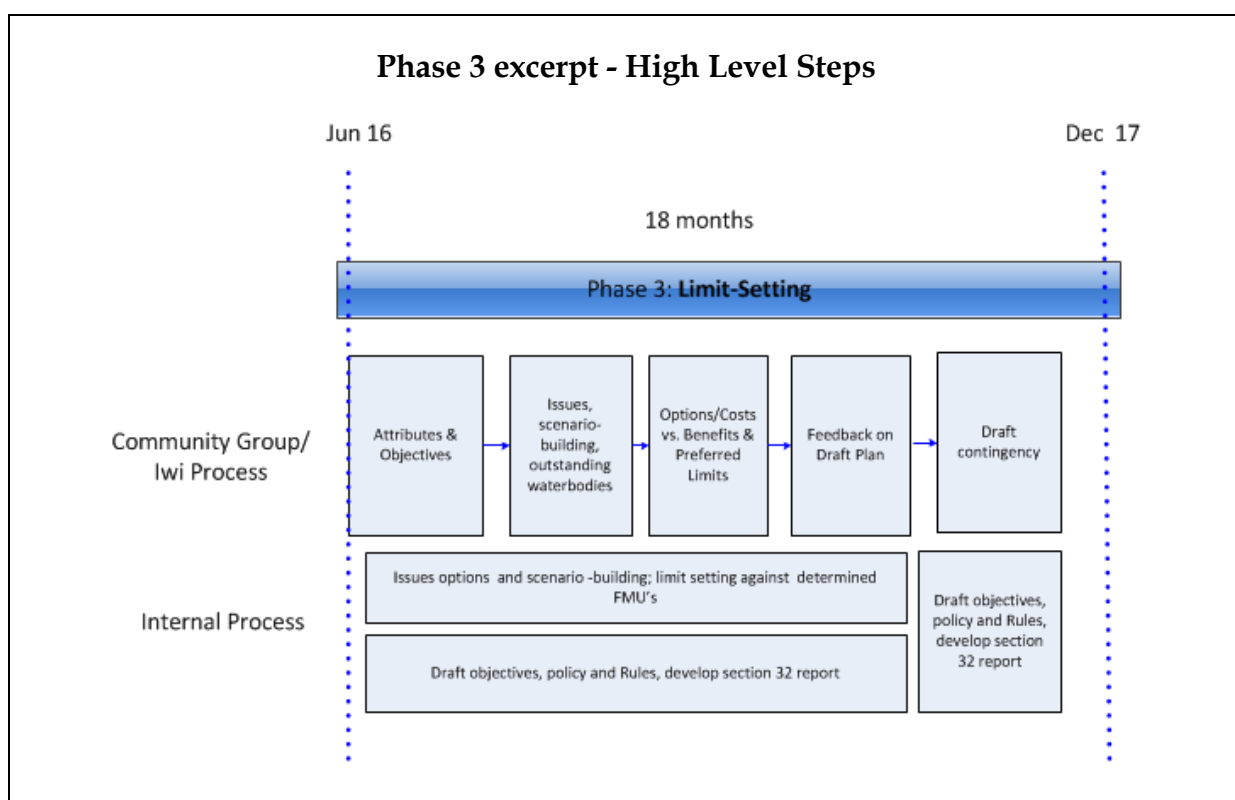 Phase 3 excerpt - High Level Steps
Jun 16
Dec 17
18 months
Phase 3: Limit-Setting
Community Group/
Iwi Process
Attributes &
Objectives
Issues,
scenario-
building,
outstanding
waterbodies
Options/Costs
vs. Benefits &
Preferred
Limits
Feedback on
Draft Plan
Draft
contingency
Internal Process
Issues options and scenario -building; limit setting against determined
FMU's
Draft objectives, policy and Rules, develop section 32 report
Draft objectives,
policy and Rules,
develop section
32 report